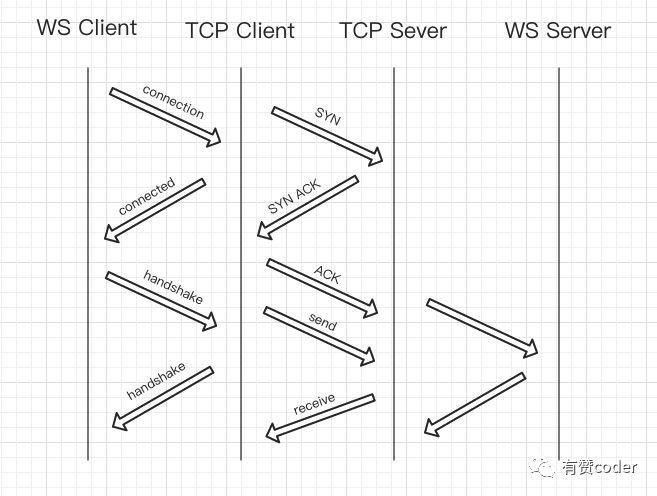 WS Client TCP Client TCP Sever WS Server
connection SYN
connected SYN ACK
handshake ACK
send
handshake receive
有赞coder